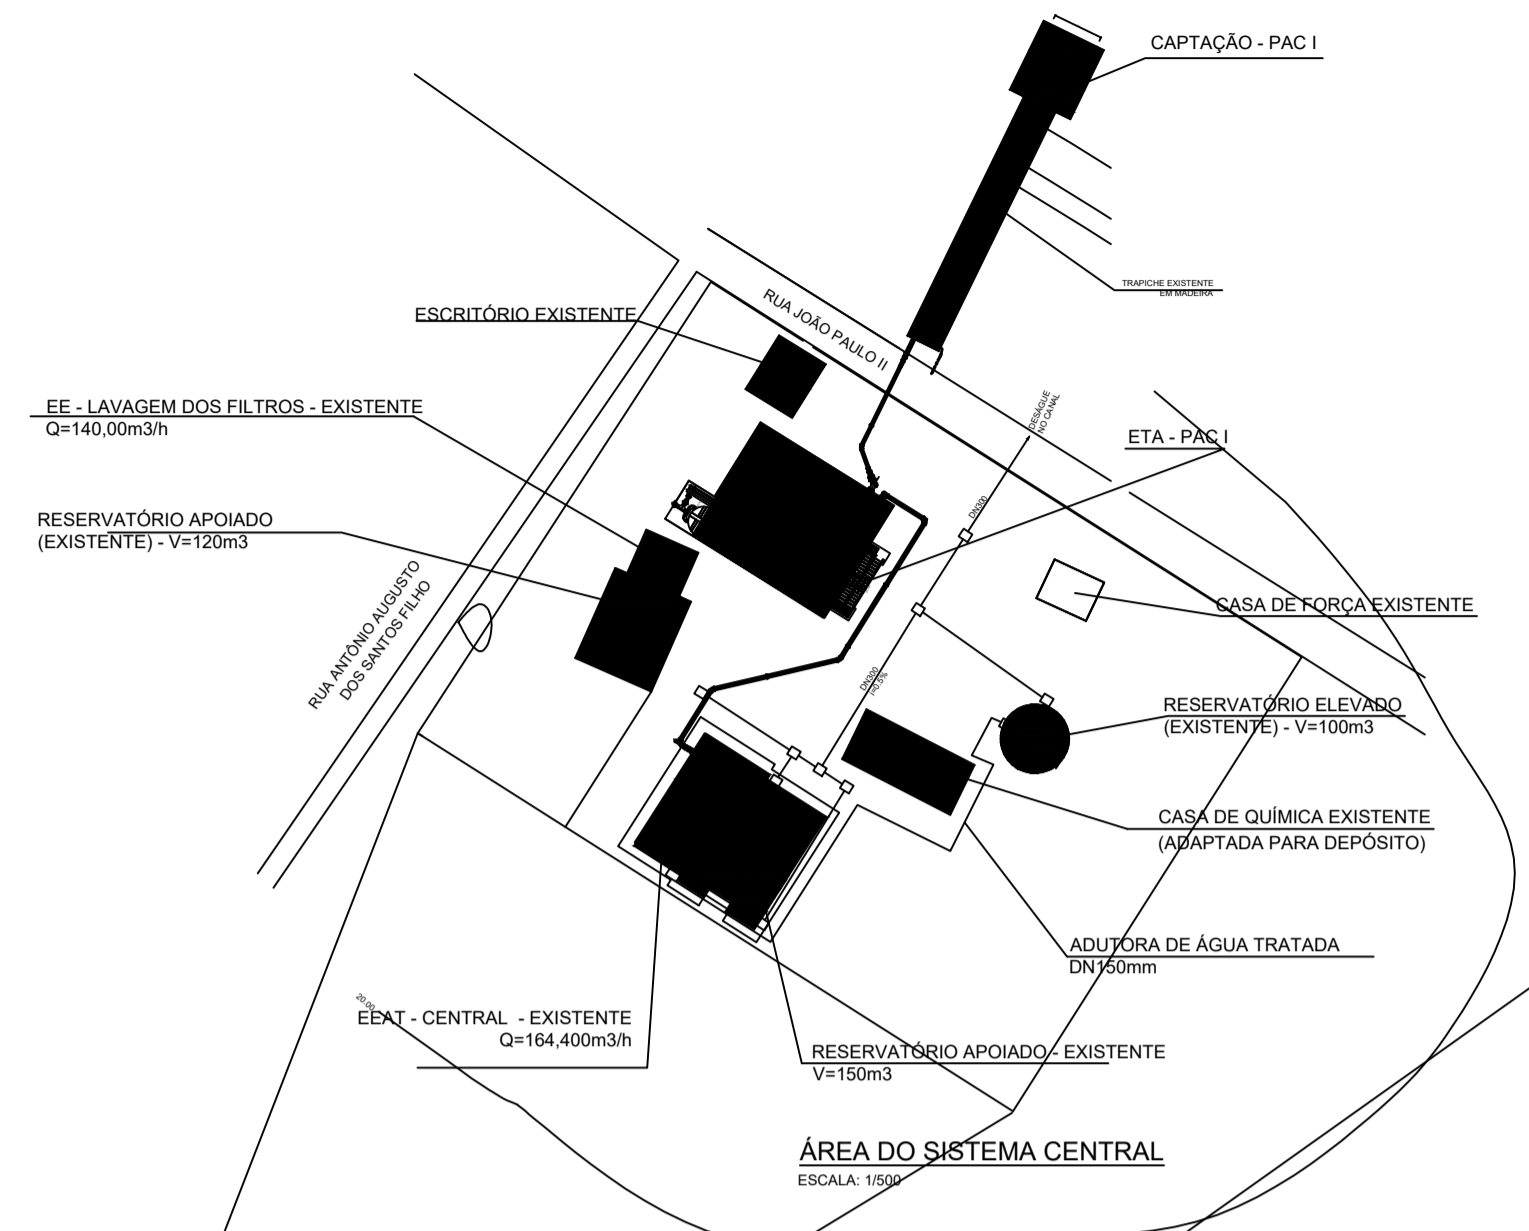 CAPTAÇÃO - PAC I
TRAPICHE EXISTENTE
EM MADEIRA
RUA JOÃO PAULO II
ESCRITÓRIO EXISTENTE
EE - LAVAGEM DOS FILTROS - EXISTENTE
Q=140,00m3/h
DESÁGUE
NO CANAL
ETA - PAC I
DN300
RESERVATÓRIO APOIADO
(EXISTENTE) - V=120m3
RUA ANTÔNIO AUGUSTO
DOS SANTOS FILHO
CASA DE FORÇA EXISTENTE
DN300
i=0.5%
RESERVATÓRIO ELEVADO
(EXISTENTE) - V=100m3
CASA DE QUÍMICA EXISTENTE
(ADAPTADA PARA DEPÓSITO)
ADUTORA DE ÁGUA TRATADA
DN150mm
20.00
EEAT - CENTRAL - EXISTENTE
Q=164,400m3/h
RESERVATÓRIO APOIADO - EXISTENTE
V=150m3
ÁREA DO SISTEMA CENTRAL
ESCALA: 1/500